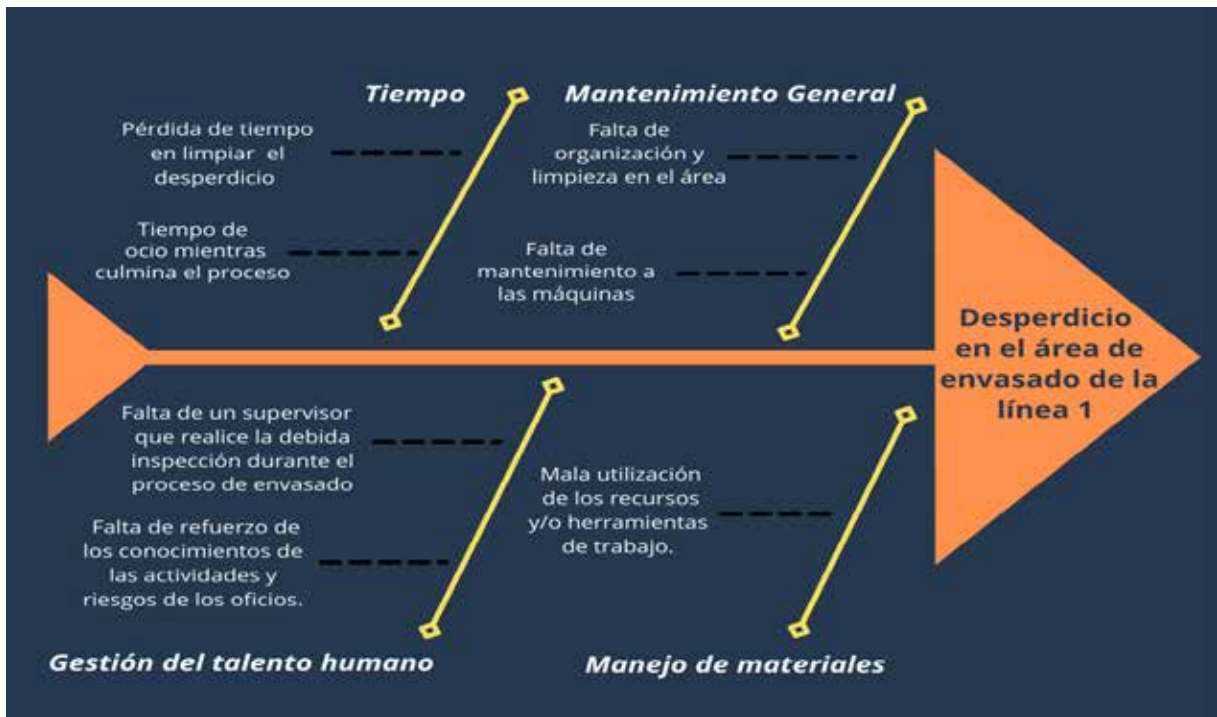 Tiempo
Pérdida de tiempo
en limpiar el
desperdicio
Tiempo de
ocio mientras
culmina el proceso
Mantenimiento General
Falta de
organización y
limpieza en el área
Falta de
mantenimiento a
las máquinas
Desperdicio
en el área de
envasado de la
línea 1
Falta de un supervisor
que realice la debida
inspección durante el
proceso de envasado
Falta de refuerzo de
los conocimientos de
las actividades y
riesgos de los oficios.
Gestión del talento humano
Mala utilización
de los recursos
y/o herramientas
de trabajo.
Manejo de materiales